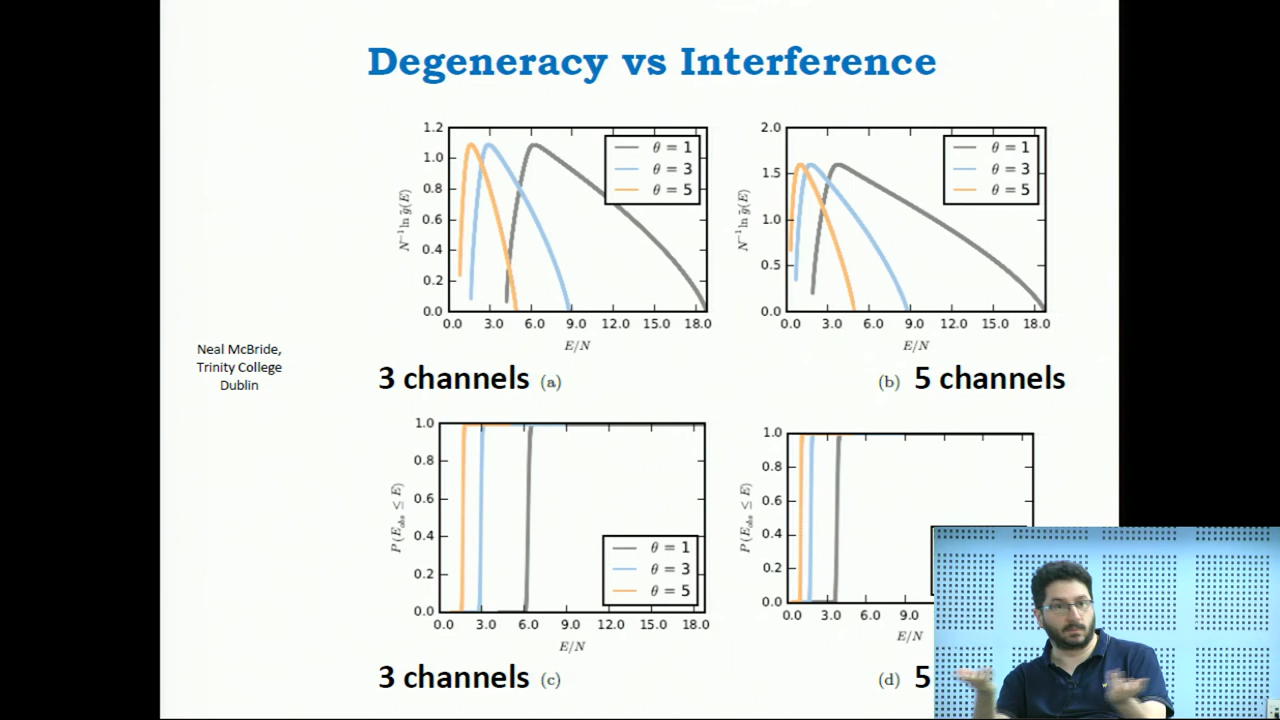 Degeneracy vs Interference
1.2
1.0
0.8
0.6
0.4
0.2
0.0
N⁻¹ ln g̃(E)
θ = 1
θ = 3
θ = 5
0.0 3.0 6.0 9.0 12.0 15.0 18.0
E/N
2.0
1.5
1.0
0.5
0.0
N⁻¹ ln g̃(E)
θ = 1
θ = 3
θ = 5
0.0 3.0 6.0 9.0 12.0 15.0 18.0
E/N
Neal McBride,
Trinity College
Dublin
3 channels (a)
(b) 5 channels
1.0
0.8
0.6
0.4
0.2
0.0
P (E_obs ≤ E)
θ = 1
θ = 3
θ = 5
0.0 3.0 6.0 9.0 12.0 15.0 18.0
E/N
1.0
0.8
0.6
0.4
0.2
0.0
P (E_obs ≤ E)
0.0 3.0 6.0 9.0
E/N
3 channels (c)
(d) 5